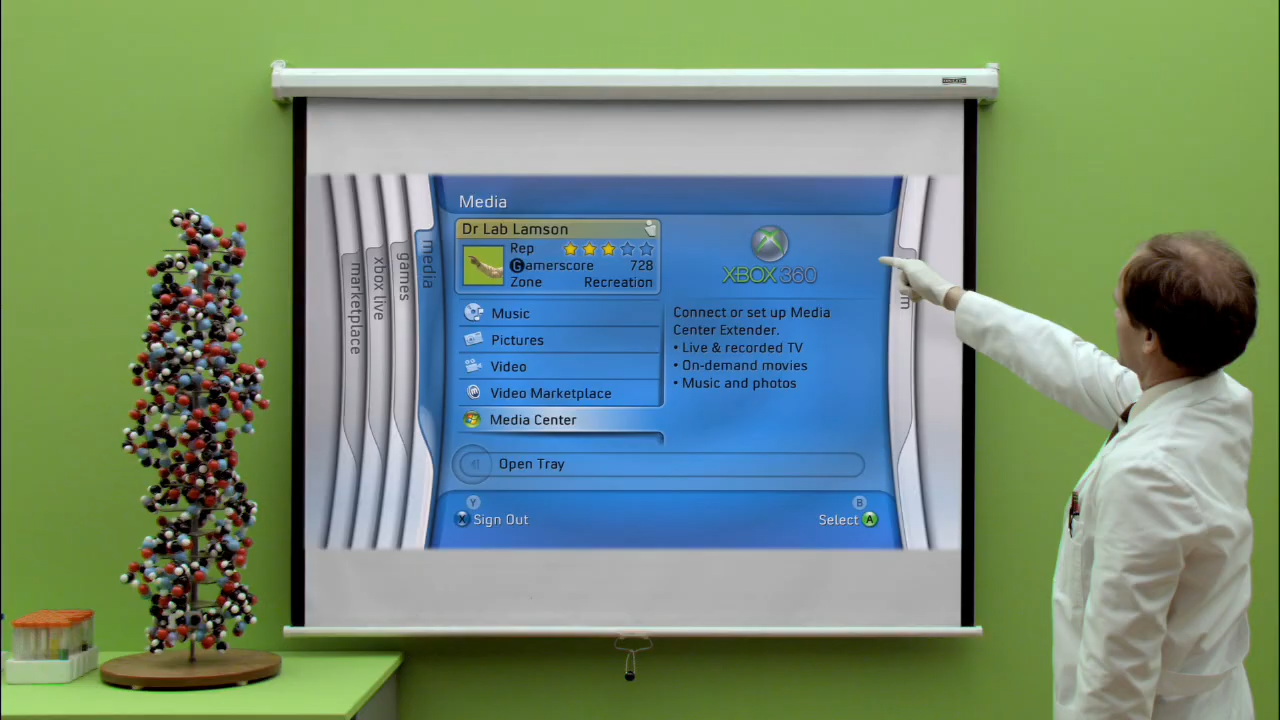 Media
Dr Lab Lamson
Rep
Gamerscore 728
Zone Recreation
marketplace
xbox live
games
media
XBOX 360
Music
Pictures
Video
Video Marketplace
Media Center
Connect or set up Media
Center Extender.
• Live & recorded TV
• On-demand movies
• Music and photos
Open Tray
Y
X Sign Out
B
Select A